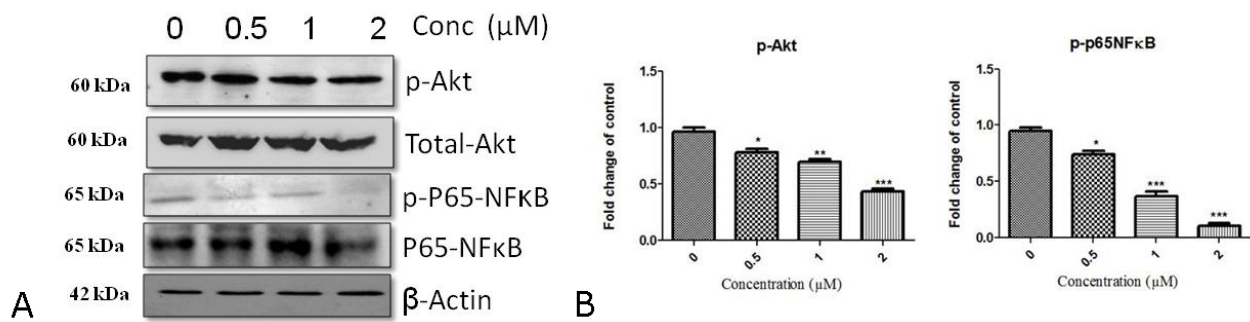 0 0.5 1 2 Conc (μM)
60 kDa p-Akt
60 kDa Total-Akt
65 kDa p-P65-NFκB
65 kDa P65-NFκB
42 kDa β-Actin
A
p-Akt
Fold change of control
1.5
1.0
0.5
0.0
*
**
***
0 0.5 1 2
Concentration (μM)
p-p65NFκB
Fold change of control
1.5
1.0
0.5
0.0
*
***
***
0 0.5 1 2
Concentration (μM)
B